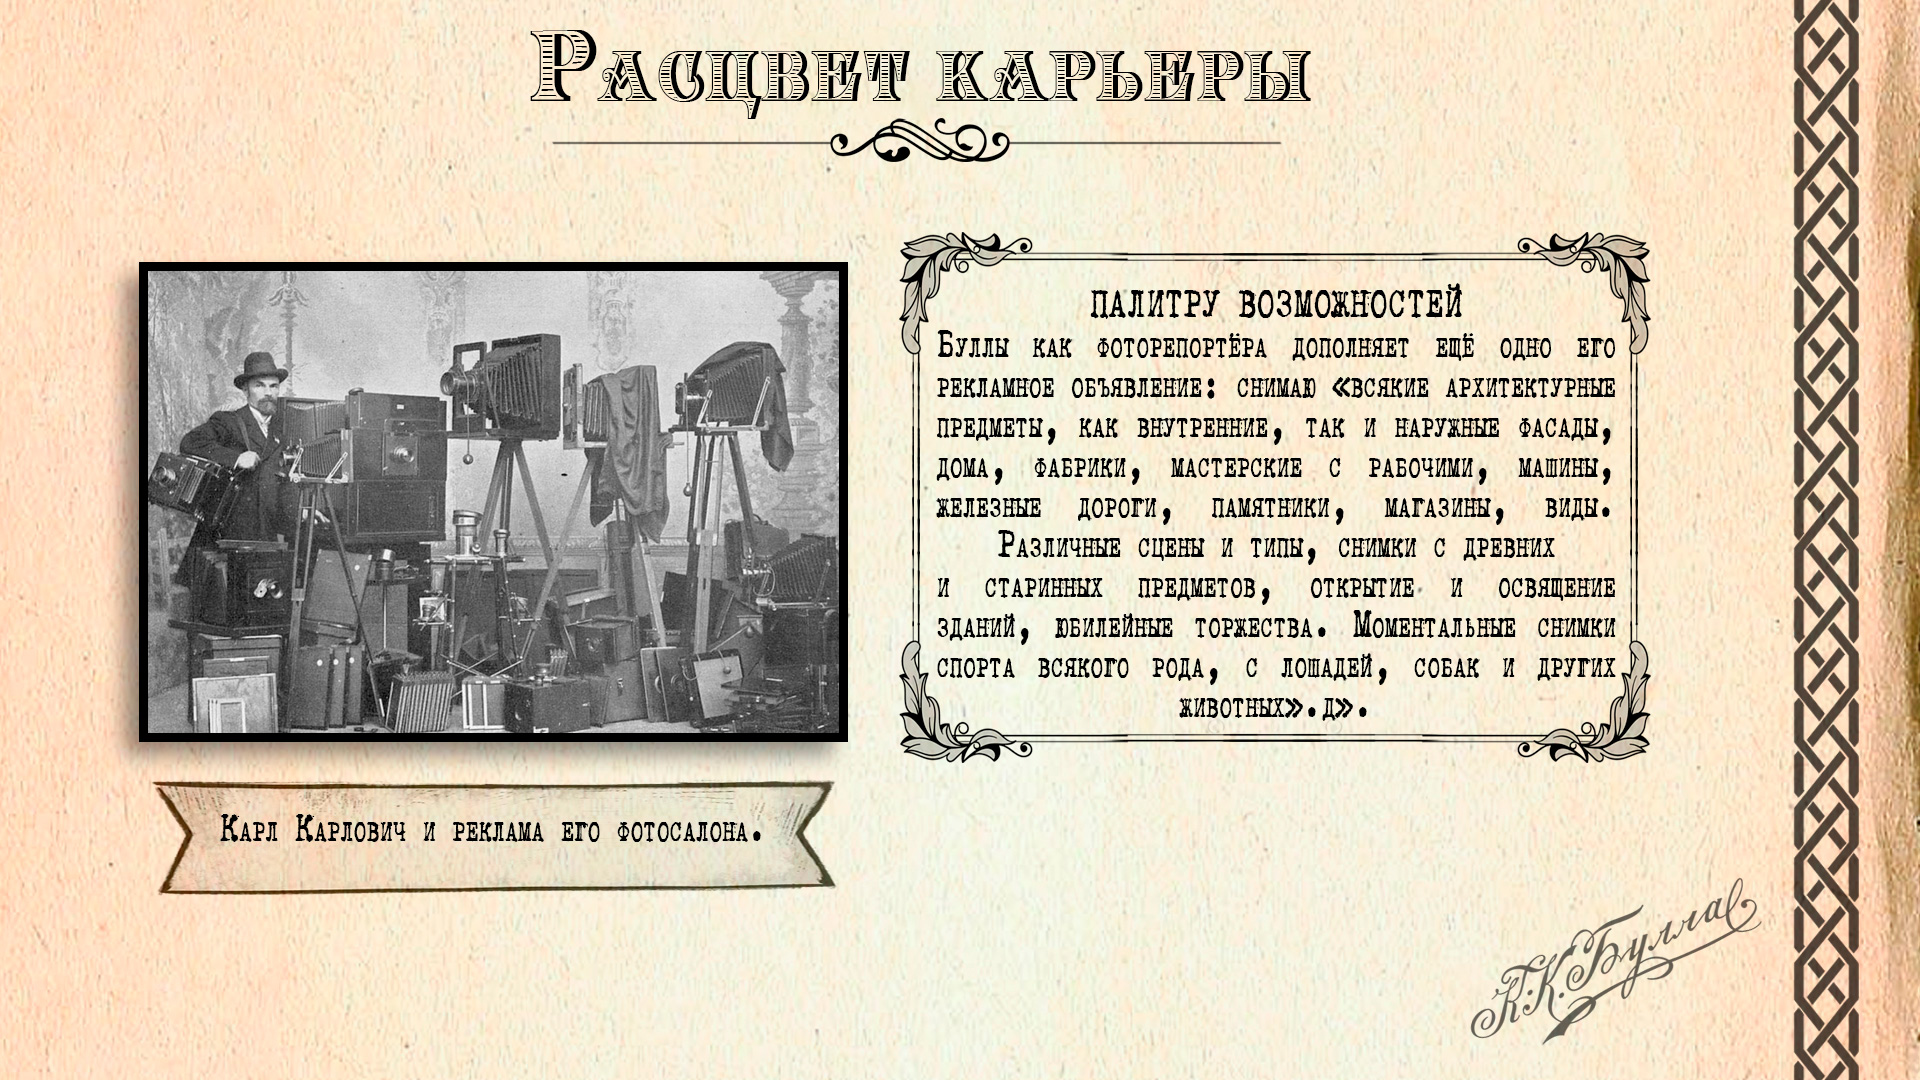 Расцвет карьеры
ПАЛИТРУ ВОЗМОЖНОСТЕЙ
Буллы как фоторепортёра дополняет ещё одно его
рекламное объявление: снимаю «всякие архитектурные
предметы, как внутренние, так и наружные фасады,
дома, фабрики, мастерские с рабочими, машины,
железные дороги, памятники, магазины, виды.
Различные сцены и типы, снимки с древних
и старинных предметов, открытие и освящение
зданий, юбилейные торжества. Моментальные снимки
спорта всякого рода, с лошадей, собак и других
животных».д».
Карл Карлович и реклама его фотосалона.
К.К.Булла